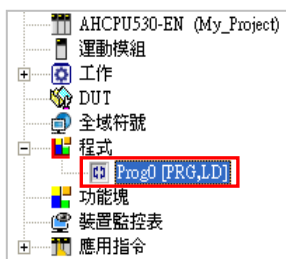 AHCPU530-EN (My_Project)
運動模組
工作
DUT
全域符號
程式
Prog0 [PRG,LD]
功能塊
裝置監控表
應用指令